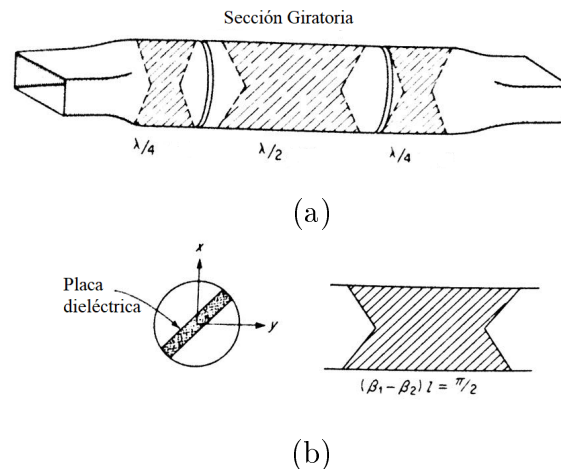 Sección Giratoria
λ/4 λ/2 λ/4
(a)
x
Placa
dieléctrica
y
(β₁ − β₂) l = π/2
(b)